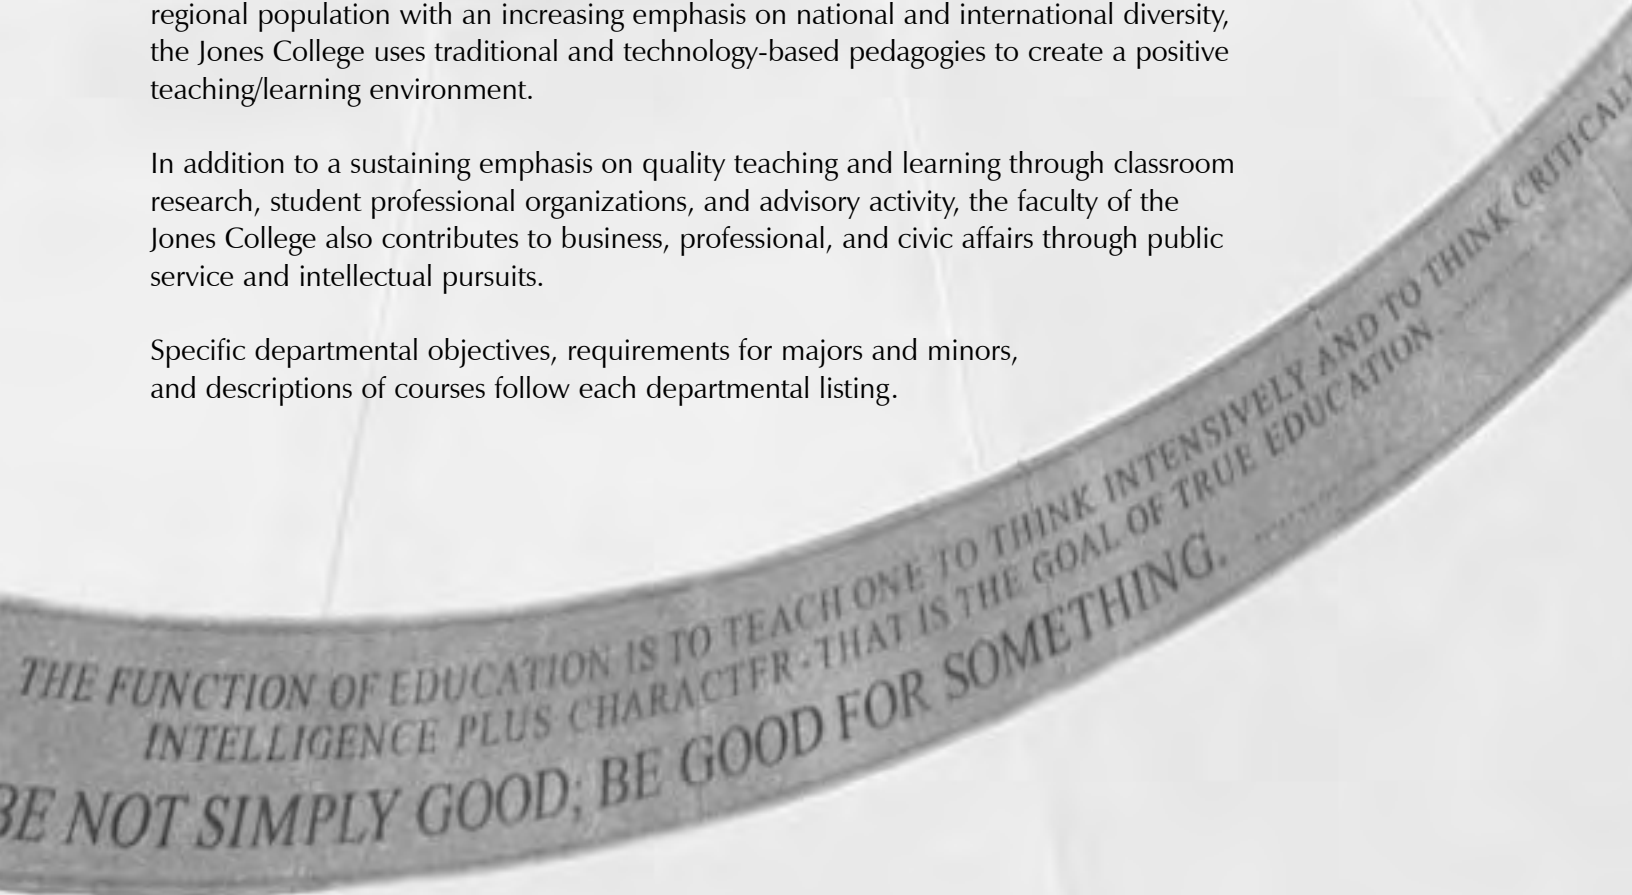 regional population with an increasing emphasis on national and international diversity,
the Jones College uses traditional and technology-based pedagogies to create a positive
teaching/learning environment.
In addition to a sustaining emphasis on quality teaching and learning through classroom
research, student professional organizations, and advisory activity, the faculty of the
Jones College also contributes to business, professional, and civic affairs through public
service and intellectual pursuits.
Specific departmental objectives, requirements for majors and minors,
and descriptions of courses follow each departmental listing.
THE FUNCTION OF EDUCATION IS TO TEACH ONE TO THINK INTENSIVELY AND TO THINK
INTELLIGENCE PLUS CHARACTER - THAT IS THE GOAL OF TRUE EDUCATION.
BE NOT SIMPLY GOOD; BE GOOD FOR SOMETHING.